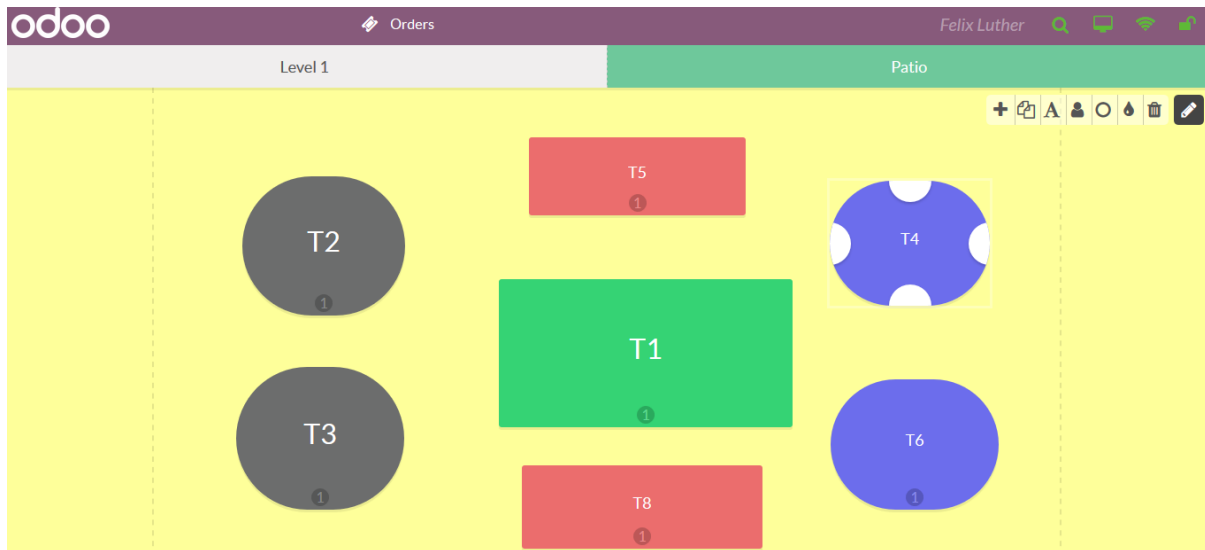 odoo
Orders
Felix Luther
Level 1
Patio
A
T5
1
T2
1
T4
T1
1
T3
1
T6
1
T8
1